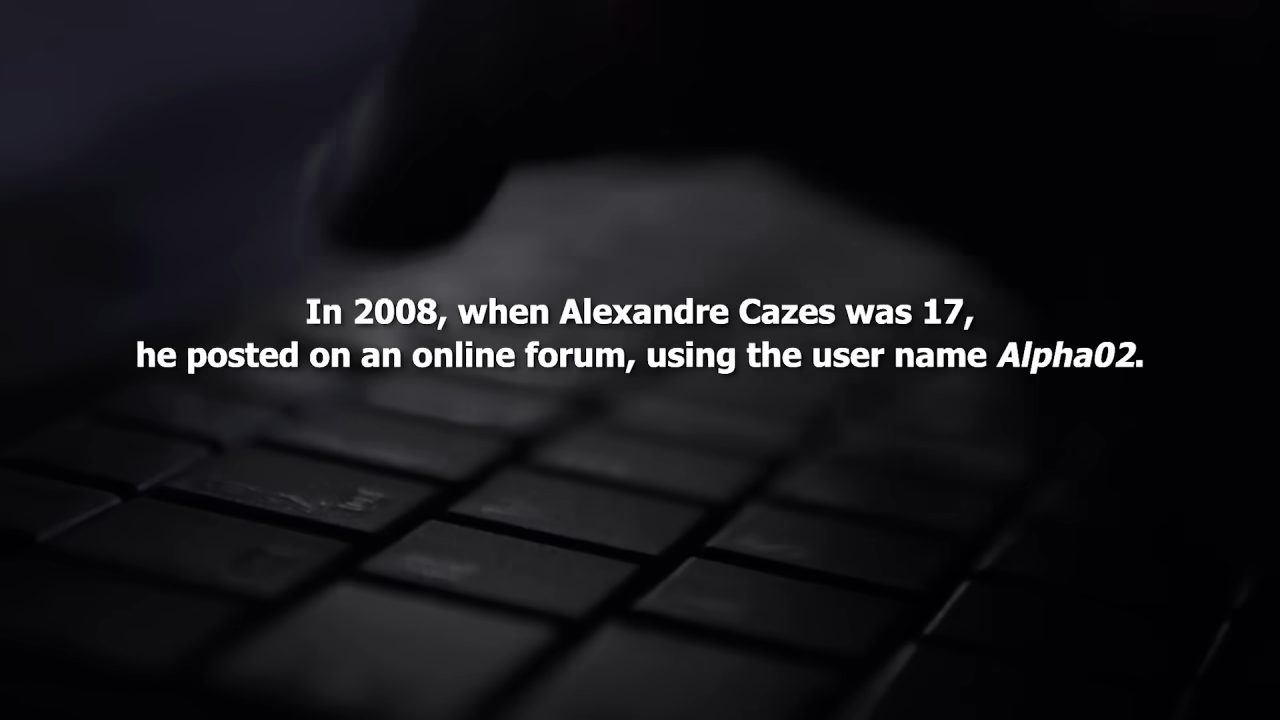 In 2008, when Alexandre Cazes was 17,
he posted on an online forum, using the user name Alpha02.